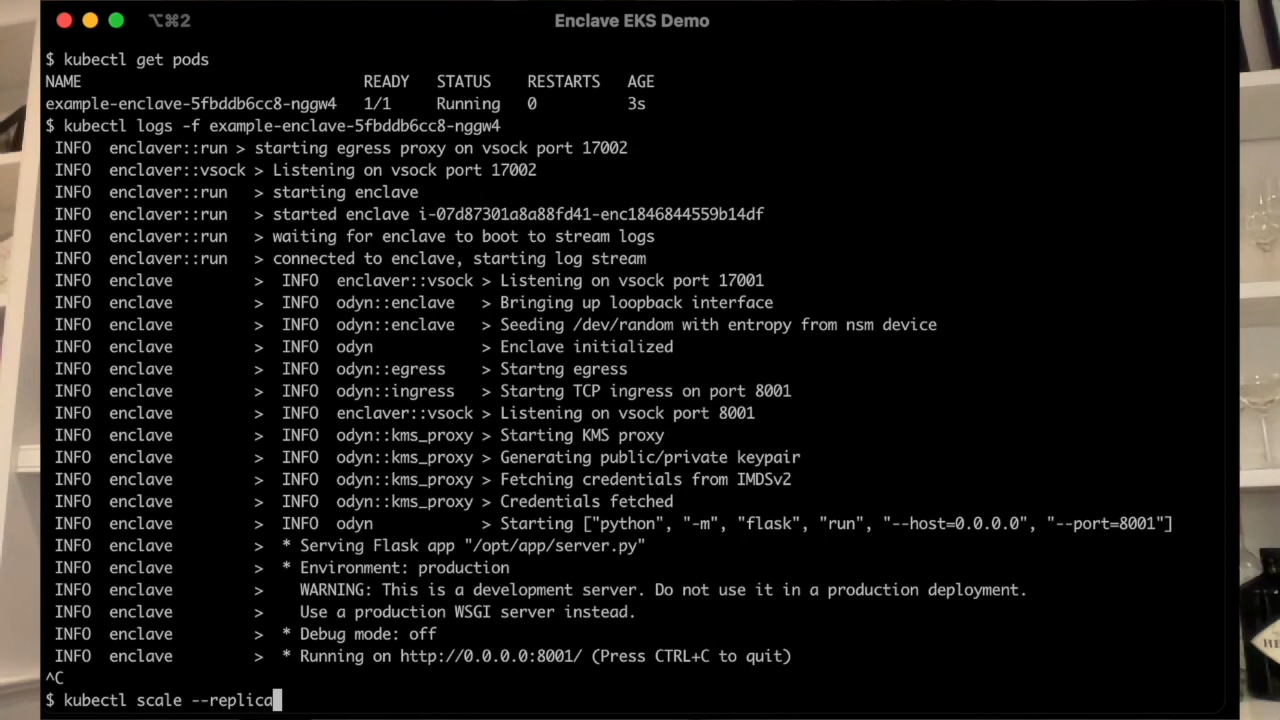 ⌥⌘2 Enclave EKS Demo
$ kubectl get pods
NAME READY STATUS RESTARTS AGE
example-enclave-5fbddb6cc8-nggw4 1/1 Running 0 3s
$ kubectl logs -f example-enclave-5fbddb6cc8-nggw4
INFO enclaver::run > starting egress proxy on vsock port 17002
INFO enclaver::vsock > Listening on vsock port 17002
INFO enclaver::run > starting enclave
INFO enclaver::run > started enclave i-07d87301a8a88fd41-enc1846844559b14df
INFO enclaver::run > waiting for enclave to boot to stream logs
INFO enclaver::run > connected to enclave, starting log stream
INFO enclave > INFO enclaver::vsock > Listening on vsock port 17001
INFO enclave > INFO odyn::enclave > Bringing up loopback interface
INFO enclave > INFO odyn::enclave > Seeding /dev/random with entropy from nsm device
INFO enclave > INFO odyn > Enclave initialized
INFO enclave > INFO odyn::egress > Startng egress
INFO enclave > INFO odyn::ingress > Startng TCP ingress on port 8001
INFO enclave > INFO enclaver::vsock > Listening on vsock port 8001
INFO enclave > INFO odyn::kms_proxy > Starting KMS proxy
INFO enclave > INFO odyn::kms_proxy > Generating public/private keypair
INFO enclave > INFO odyn::kms_proxy > Fetching credentials from IMDSv2
INFO enclave > INFO odyn::kms_proxy > Credentials fetched
INFO enclave > INFO odyn > Starting ["python", "-m", "flask", "run", "--host=0.0.0.0", "--port=8001"]
INFO enclave > * Serving Flask app "/opt/app/server.py"
INFO enclave > * Environment: production
INFO enclave > WARNING: This is a development server. Do not use it in a production deployment.
INFO enclave > Use a production WSGI server instead.
INFO enclave > * Debug mode: off
INFO enclave > * Running on http://0.0.0.0:8001/ (Press CTRL+C to quit)
^C
$ kubectl scale --replica